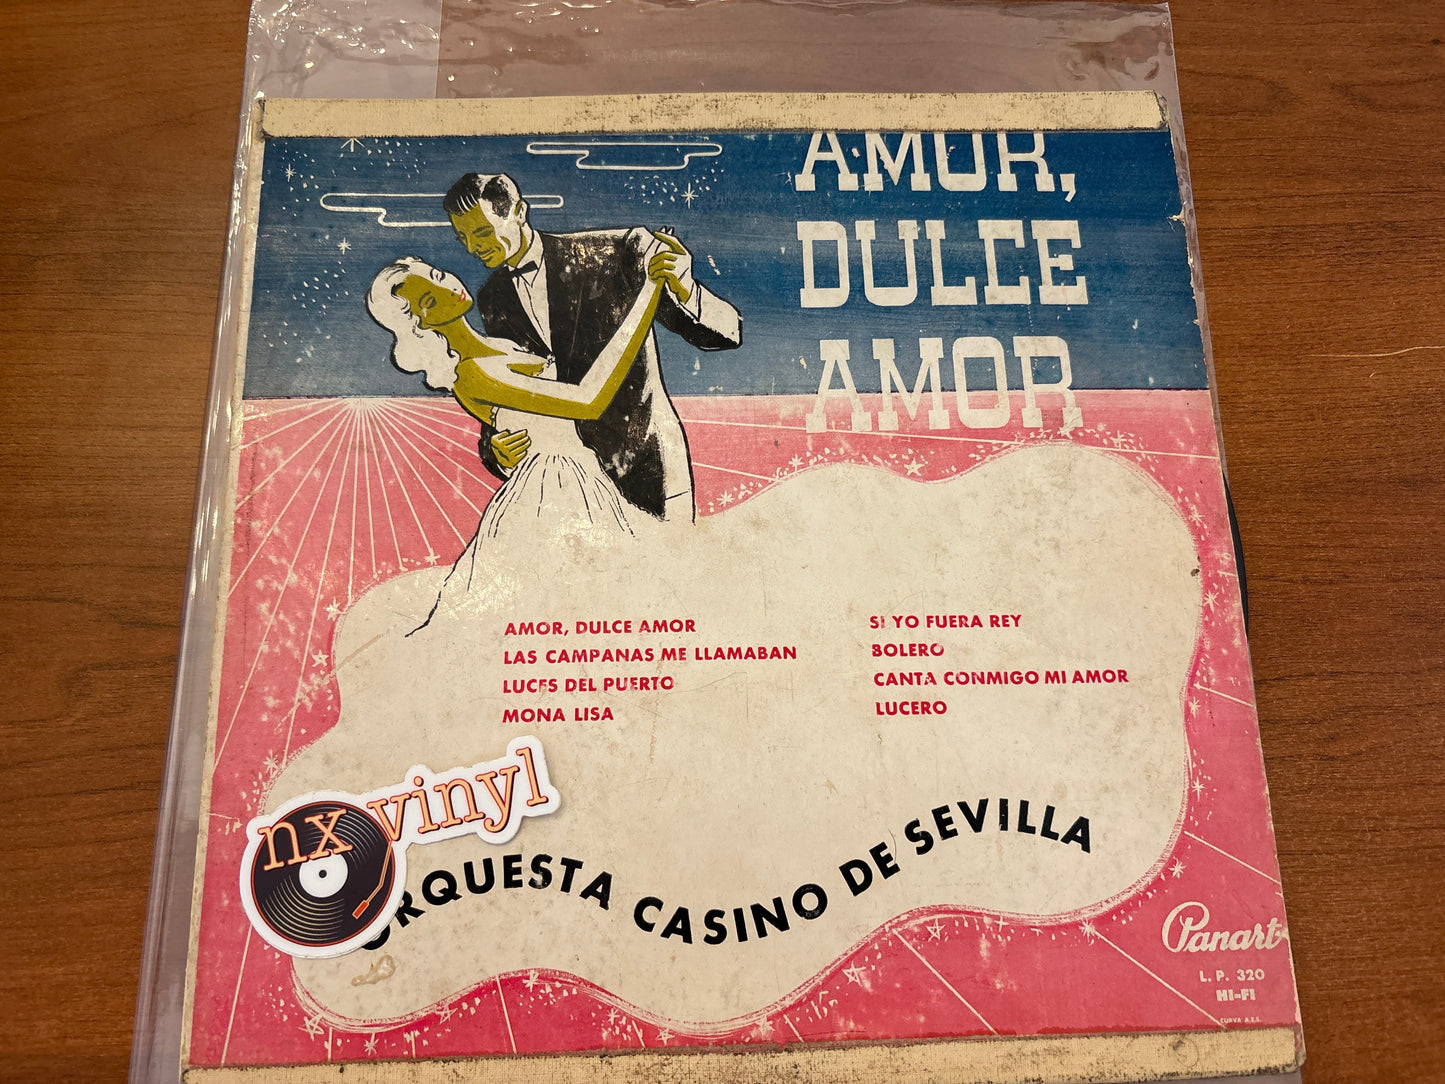 AMOR,
DULCE
AMOR
AMOR, DULCE AMOR
LAS CAMPANAS ME LLAMABAN
LUCES DEL PUERTO
MONA LISA
SI YO FUERA REY
BOLERO
CANTA CONMIGO MI AMOR
LUCERO
nx vinyl
ORQUESTA CASINO DE SEVILLA
Panart
L. P. 320
HI-FI
CURVA A.E.S.